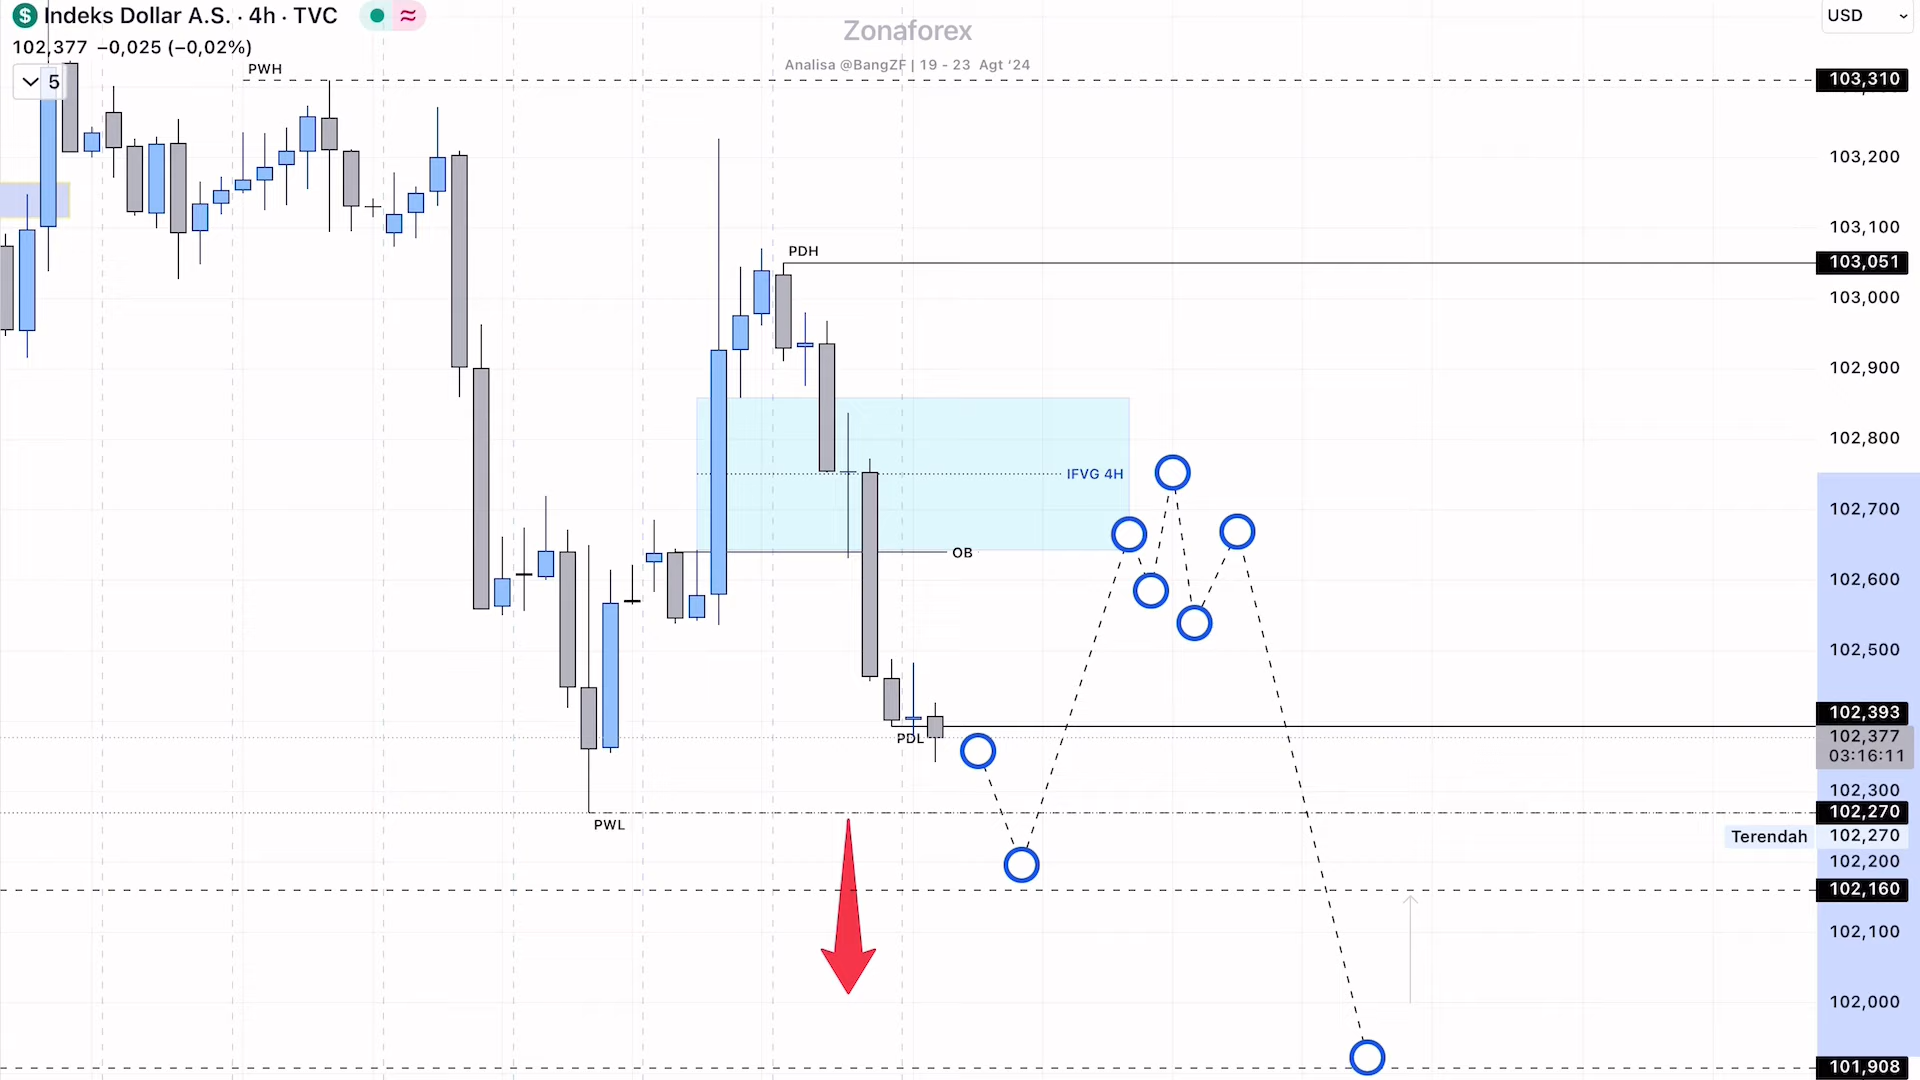 $ Indeks Dollar A.S. · 4h · TVC
≈
102,377 −0,025 (−0,02%)
5
Zonaforex
Analisa @BangZF | 19 - 23 Agt ‘24
USD
PWH
103,310
103,200
103,100
PDH
103,051
103,000
102,900
102,800
IFVG 4H
102,700
OB
102,600
102,500
102,393
PDL
102,377
03:16:11
102,300
102,270
PWL
Terendah 102,270
102,200
102,160
102,100
102,000
101,908